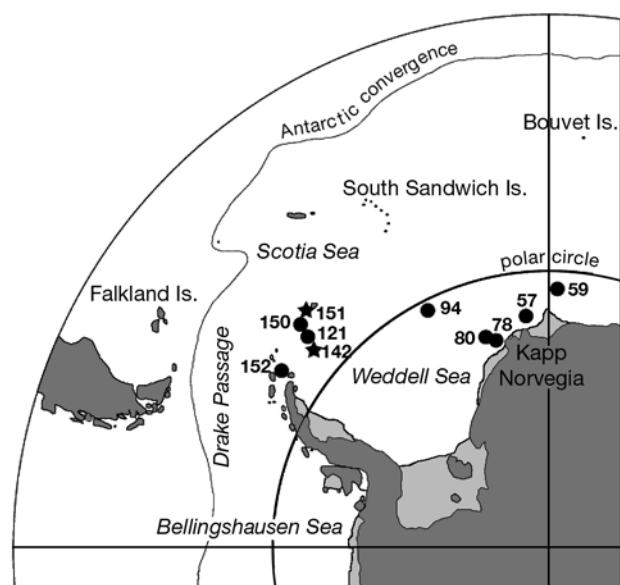 Antarctic convergence
Bouvet Is.
South Sandwich Is.
Scotia Sea
polar circle
Falkland Is.
59
94
57
151
150
121
142
78
80
Kapp
Norvegia
152
Weddell Sea
Drake Passage
Bellingshausen Sea